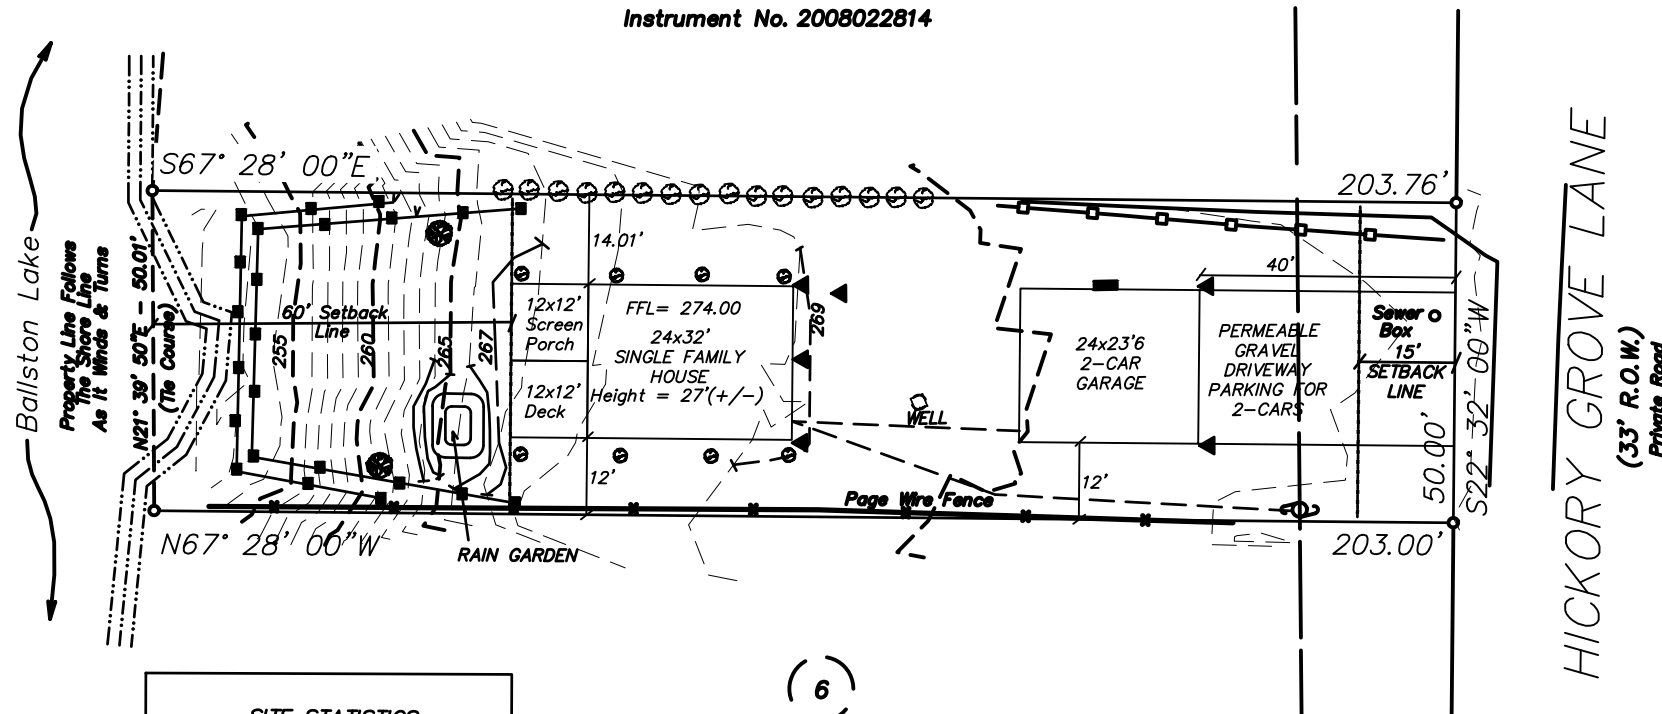 Instrument No. 2008022814
S67° 28' 00"E
203.76'
HICKORY GROVE LANE
(33' R.O.W.)
Private Road
Ballston Lake
Property Line Follows
The Shore Line
As It Winds & Turns
N21° 39' 50"E - 50.01'
(Tie Course)
60' Setback
Line
255
260
265
267
14.01'
12x12'
Screen
Porch
12x12'
Deck
FFL= 274.00
24x32'
SINGLE FAMILY
HOUSE
Height = 27'(+/-)
12'
269
WELL
24x23'6
2-CAR
GARAGE
12'
40'
PERMEABLE
GRAVEL
DRIVEWAY
PARKING FOR
2-CARS
Sewer
Box
15'
SETBACK
LINE
50.00'
S22° 32' 00"W
Page Wire Fence
N67° 28' 00"W
RAIN GARDEN
203.00'
6
SITE STATISTICS